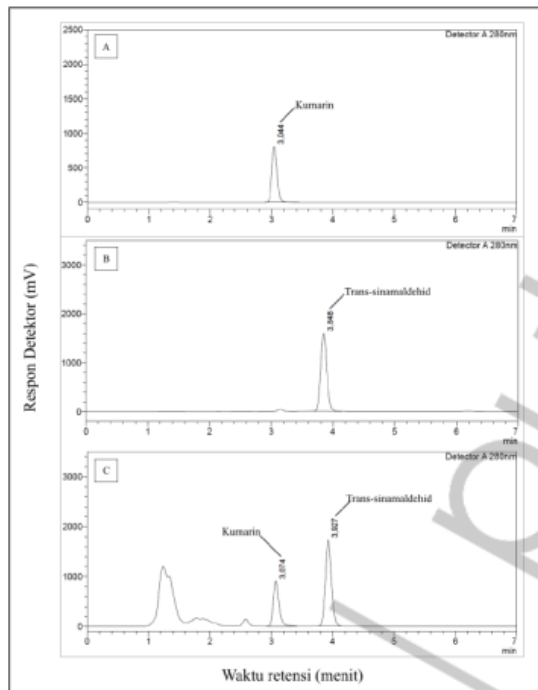 Detector A 280nm
A
2500
2000
1500
1000
500
0
Kumarin
3,044
0 1 2 3 4 5 6 7
min
Detector A 280nm
B
3000
2000
1000
0
Trans-sinamaldehid
3,848
0 1 2 3 4 5 6 7
min
Detector A 280nm
C
3000
2000
1000
0
Kumarin
3,074
Trans-sinamaldehid
3,927
0 1 2 3 4 5 6 7
min
Respon Detektor (mV)
Waktu retensi (menit)